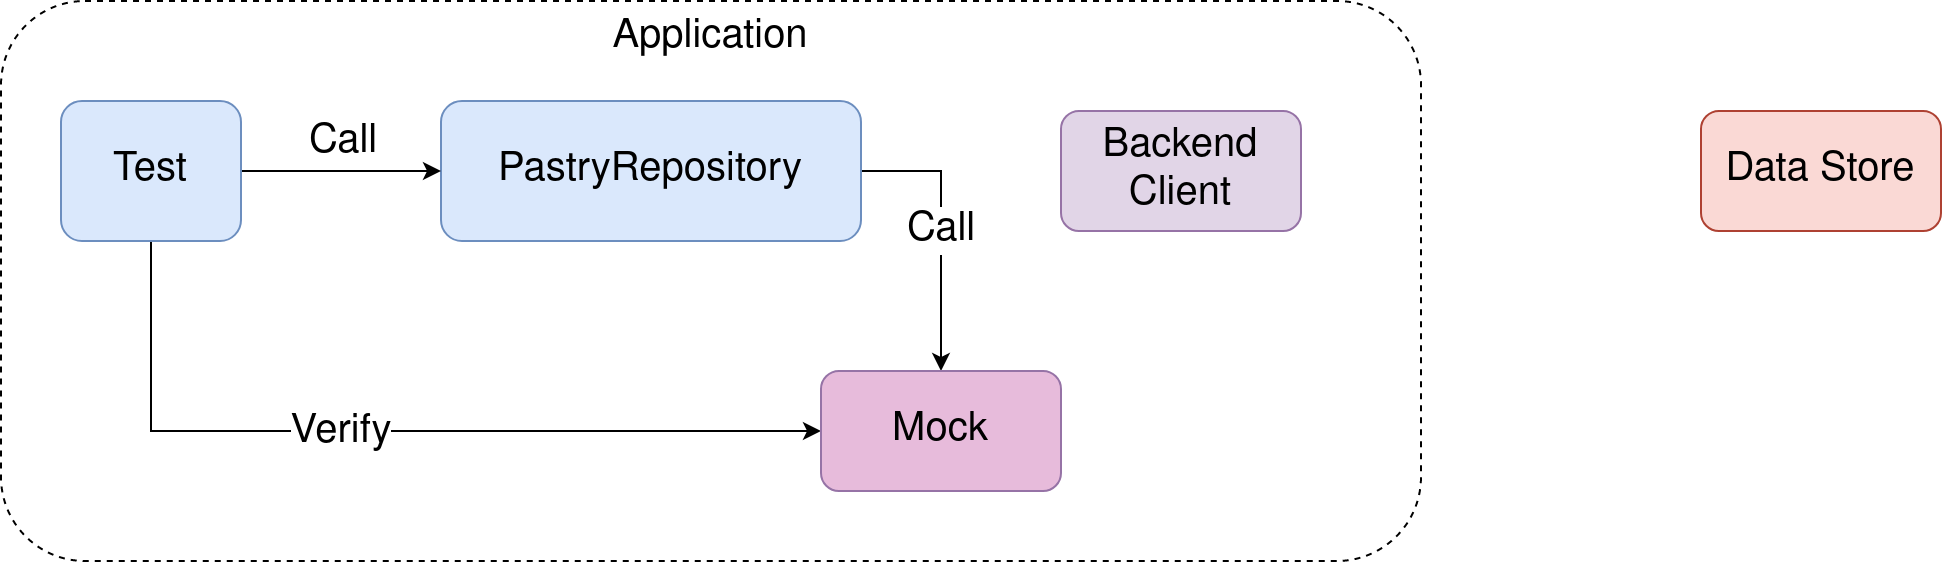 Application
Test
Call
PastryRepository
Call
Backend
Client
Data Store
Verify
Mock